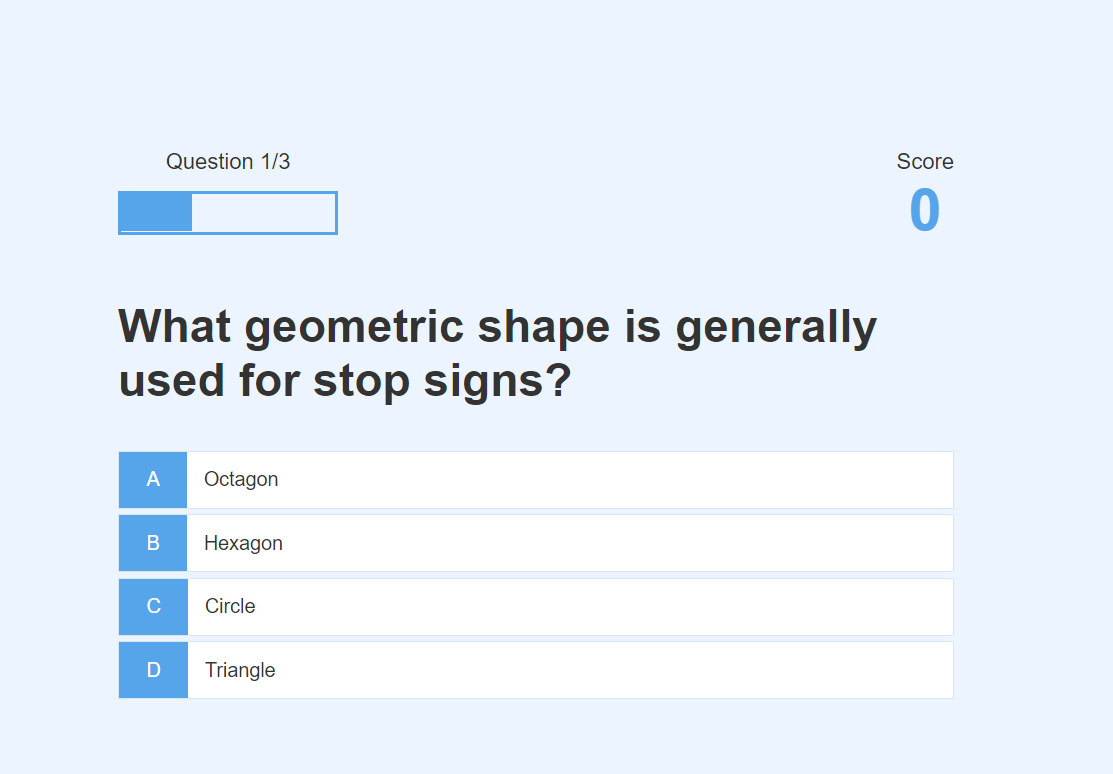 Question 1/3
Score
0
What geometric shape is generally
used for stop signs?
A Octagon
B Hexagon
C Circle
D Triangle